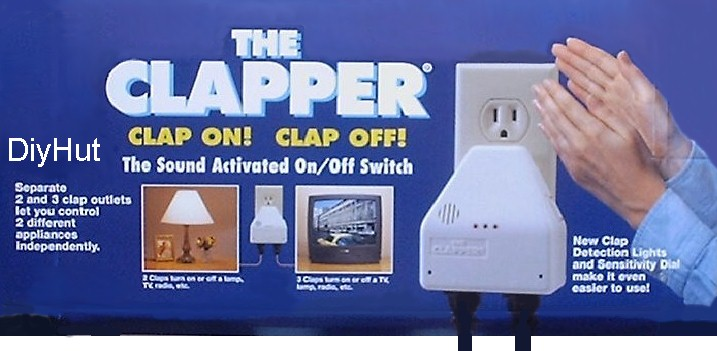 THE
CLAPPER®
CLAP ON! CLAP OFF!
DiyHut
The Sound Activated On/Off Switch
Separate
2 and 3 clap outlets
let you control
2 different
appliances
Independently.
2 Claps turn on or off a lamp,
TV, radio, etc.
3 Claps turn on or off a TV,
lamp, radio, etc.
THE
CLAPPER
New Clap
Detection Lights
and Sensitivity Dial
make it even
easier to use!